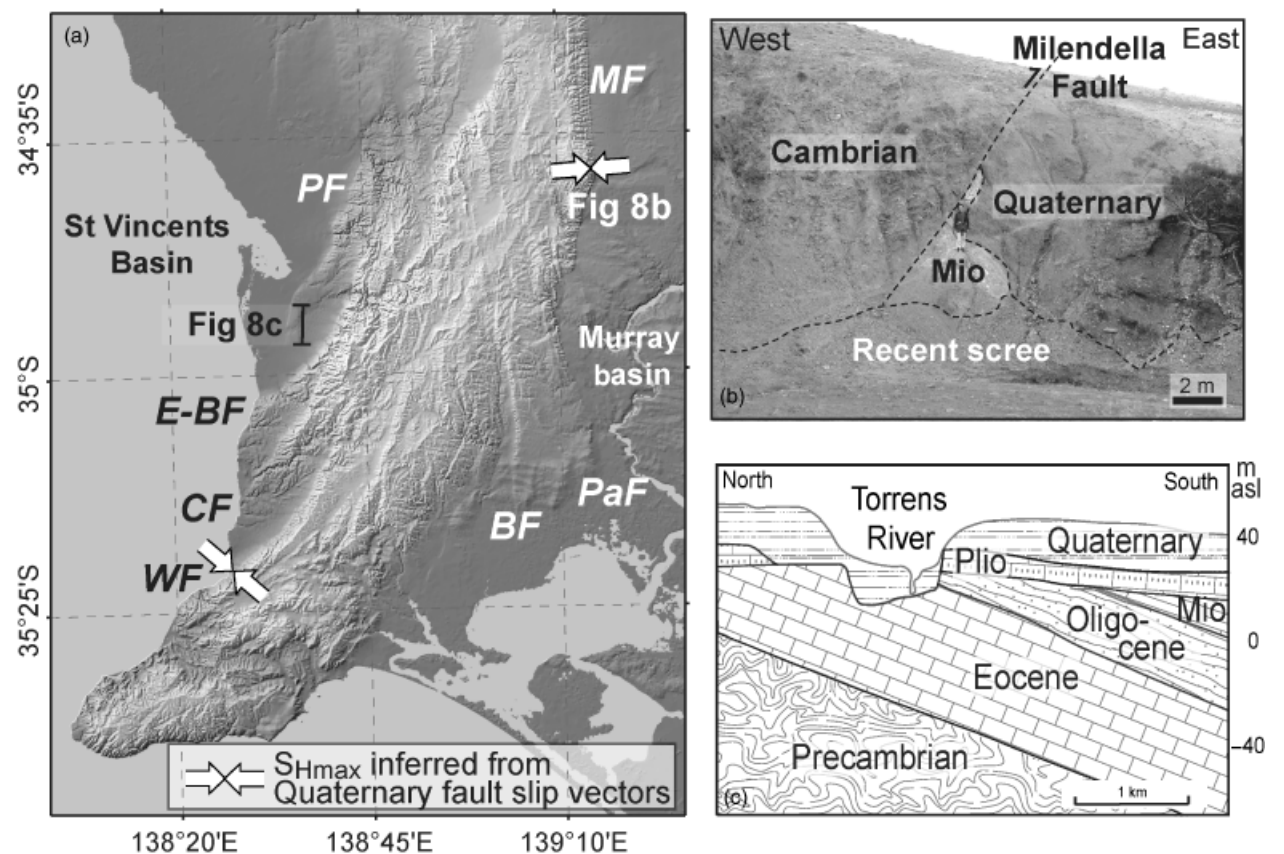 (a)
34°35'S
35°S
35°25'S
138°20'E
138°45'E
139°10'E
MF
PF
Fig 8b
St Vincents
Basin
Fig 8c
Murray
basin
E-BF
PaF
CF
BF
WF
SHmax inferred from
Quaternary fault slip vectors
West
East
Milendella
Fault
Cambrian
Quaternary
Mio
Recent scree
2 m
(b)
North
South
m
asl
Torrens
River
Quaternary
40
Plio
Mio
Oligo-
cene
0
Eocene
–40
Precambrian
1 km
(c)